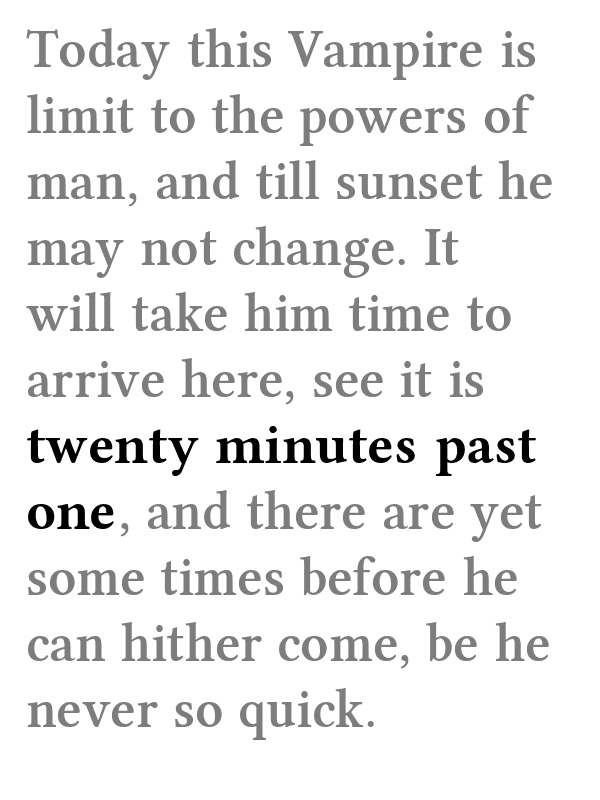 Today this Vampire is
limit to the powers of
man, and till sunset he
may not change. It
will take him time to
arrive here, see it is
twenty minutes past
one, and there are yet
some times before he
can hither come, be he
never so quick.